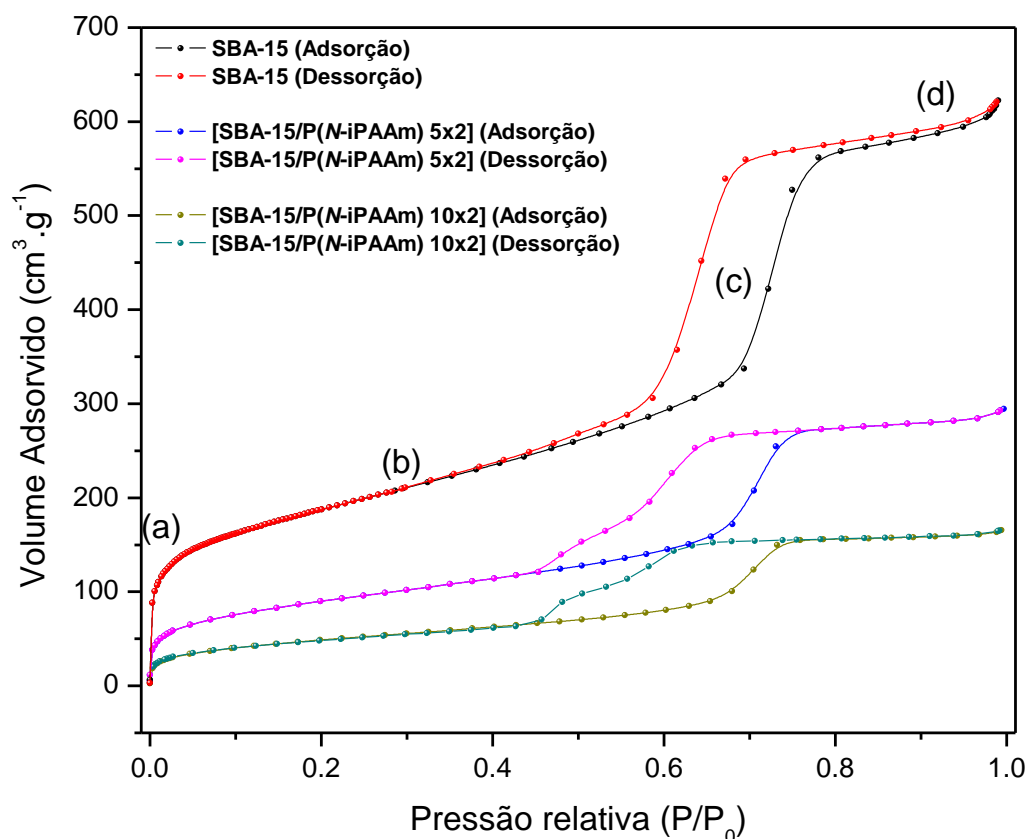 700
600
500
400
300
200
100
0
Volume Adsorvido (cm³.g⁻¹)
SBA-15 (Adsorção)
SBA-15 (Dessorção)
[SBA-15/P(N-iPAAm) 5x2] (Adsorção)
[SBA-15/P(N-iPAAm) 5x2] (Dessorção)
[SBA-15/P(N-iPAAm) 10x2] (Adsorção)
[SBA-15/P(N-iPAAm) 10x2] (Dessorção)
(a)
(b)
(c)
(d)
0.0 0.2 0.4 0.6 0.8 1.0
Pressão relativa (P/P₀)